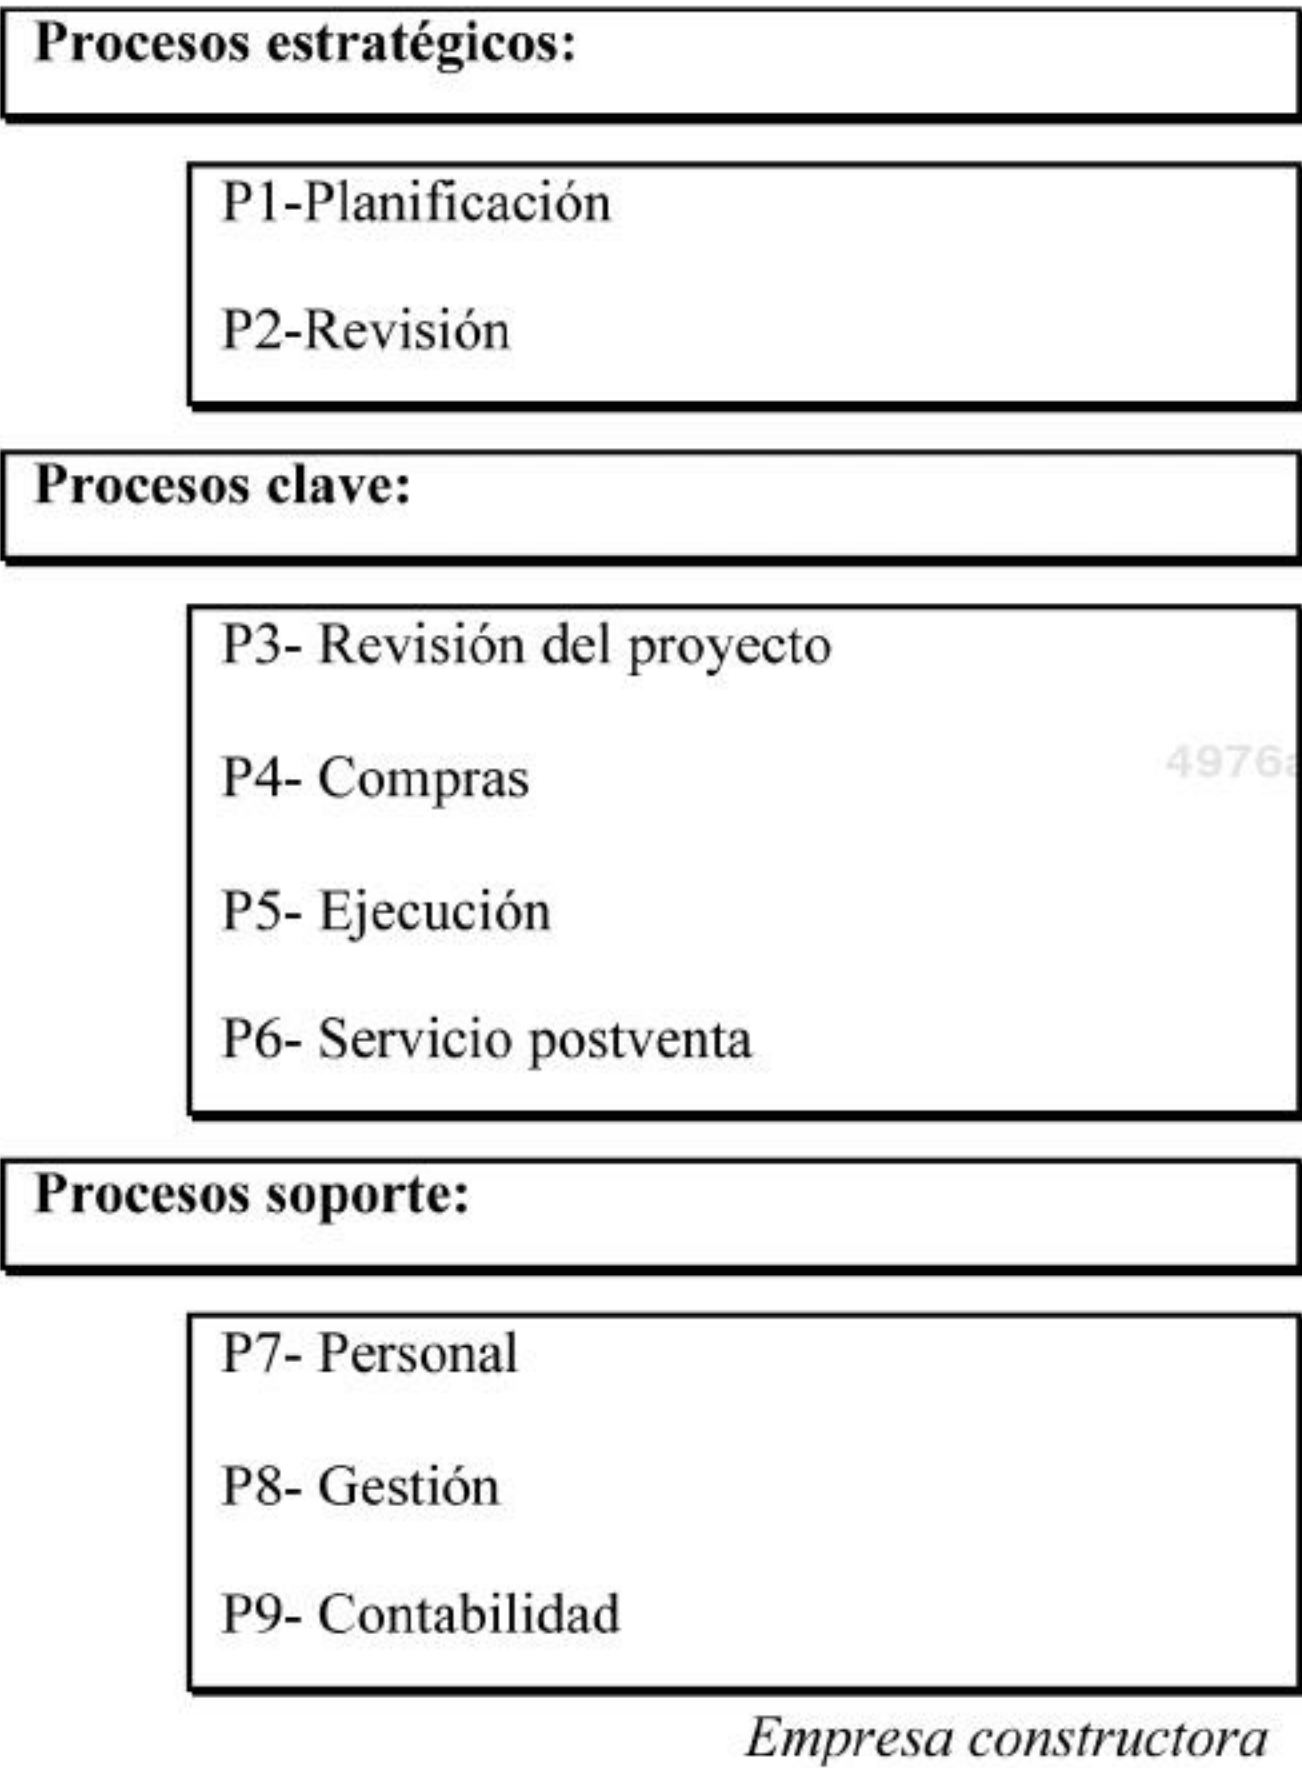 Procesos estratégicos:
P1-Planificación
P2-Revisión
Procesos clave:
P3- Revisión del proyecto
4976
P4- Compras
P5- Ejecución
P6- Servicio postventa
Procesos soporte:
P7- Personal
P8- Gestión
P9- Contabilidad
Empresa constructora